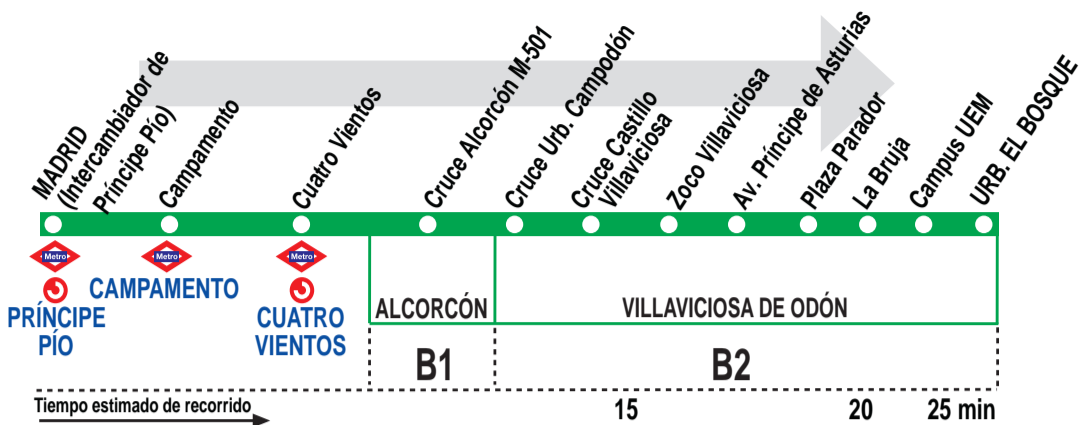 MADRID
(Intercambiador de
Príncipe Pío)
Campamento
Cuatro Vientos
Cruce Alcorcón M-501
Cruce Urb. Campodón
Cruce Castillo
Villaviciosa
Zoco Villaviciosa
Av. Príncipe de Asturias
Plaza Parador
La Bruja
Campus UEM
URB. EL BOSQUE
Metro
Metro
Metro
PRÍNCIPE
PÍO
CAMPAMENTO
CUATRO
VIENTOS
ALCORCÓN
VILLAVICIOSA DE ODÓN
B1
B2
Tiempo estimado de recorrido
15
20
25 min